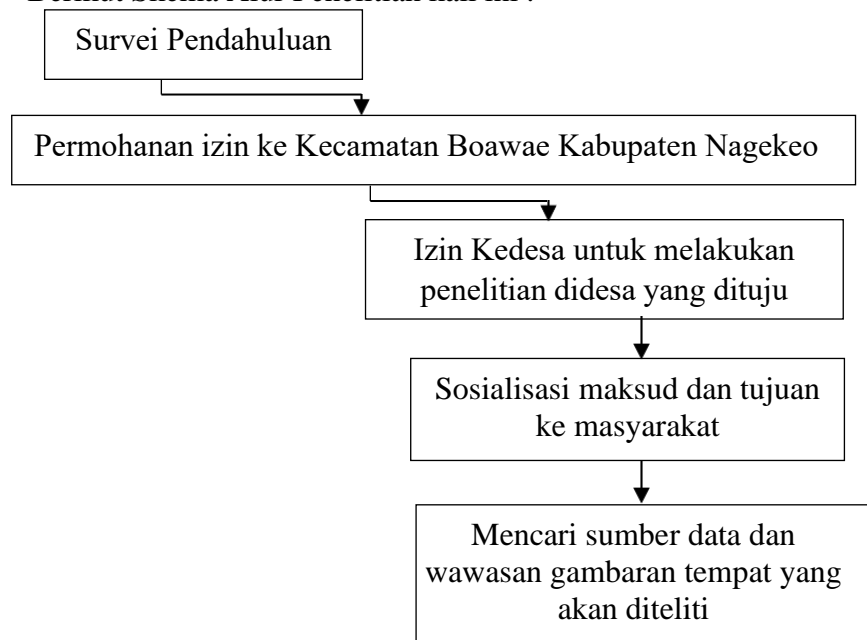 Survei Pendahuluan
Permohanan izin ke Kecamatan Boawae Kabupaten Nagekeo
Izin Kedesa untuk melakukan
penelitian didesa yang dituju
Sosialisasi maksud dan tujuan
ke masyarakat
Mencari sumber data dan
wawasan gambaran tempat yang
akan diteliti